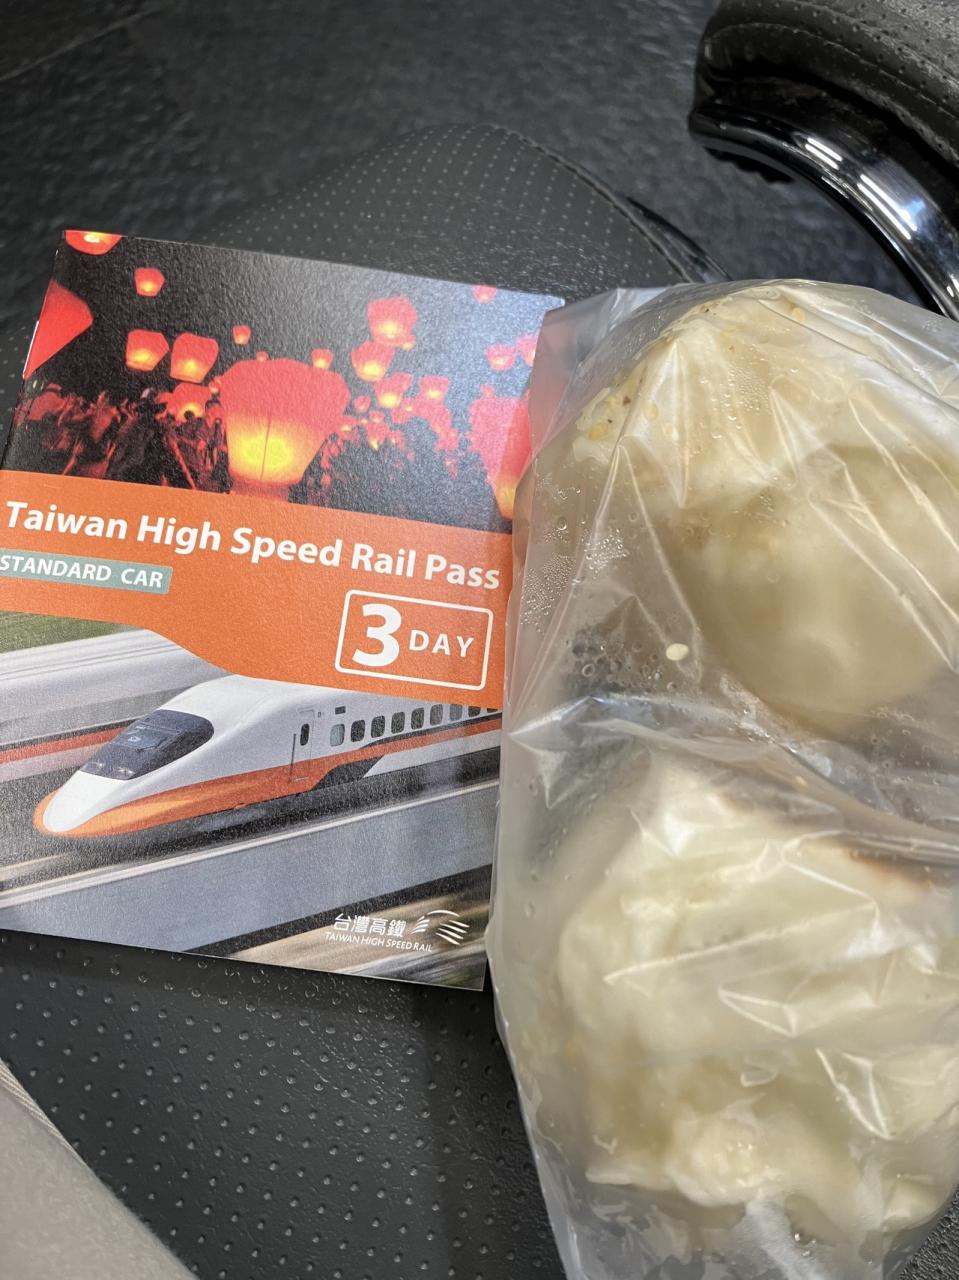 Taiwan High Speed Rail Pass
STANDARD CAR
3 DAY
台灣高鐵
TAIWAN HIGH SPEED RAIL